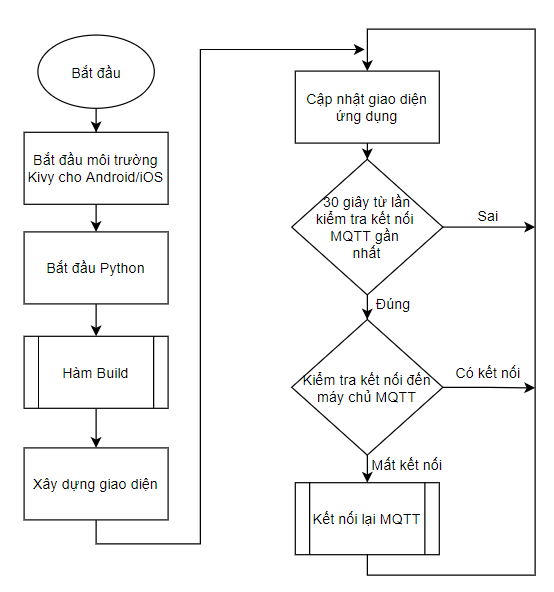 Bắt đầu
Bắt đầu môi trường
Kivy cho Android/iOS
Bắt đầu Python
Hàm Build
Xây dựng giao diện
Cập nhật giao diện
ứng dụng
30 giây từ lần
kiểm tra kết nối
MQTT gần
nhất
Sai
Đúng
Kiểm tra kết nối đến
máy chủ MQTT
Có kết nối
Mất kết nối
Kết nối lại MQTT